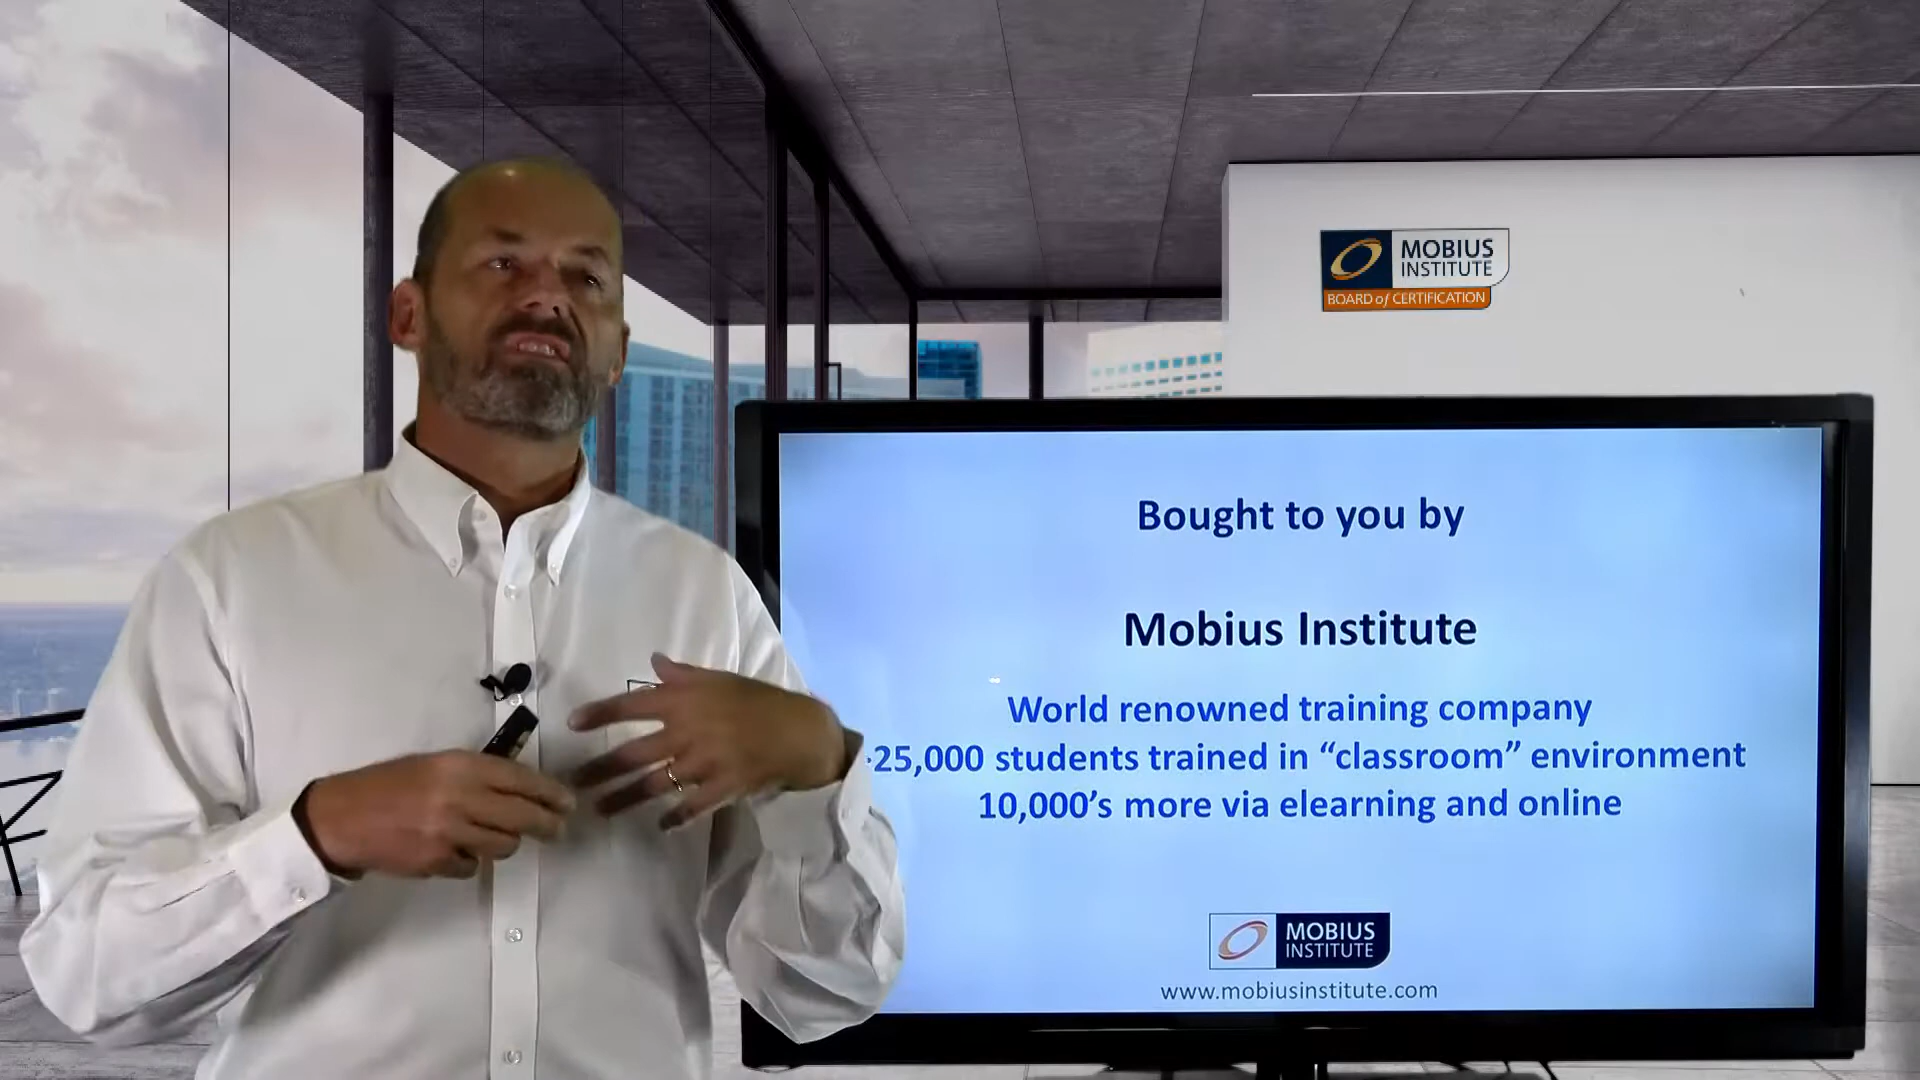 MOBIUS
INSTITUTE
BOARD of CERTIFICATION
Bought to you by
Mobius Institute
World renowned training company
25,000 students trained in “classroom” environment
10,000’s more via elearning and online
MOBIUS
INSTITUTE
www.mobiusinstitute.com